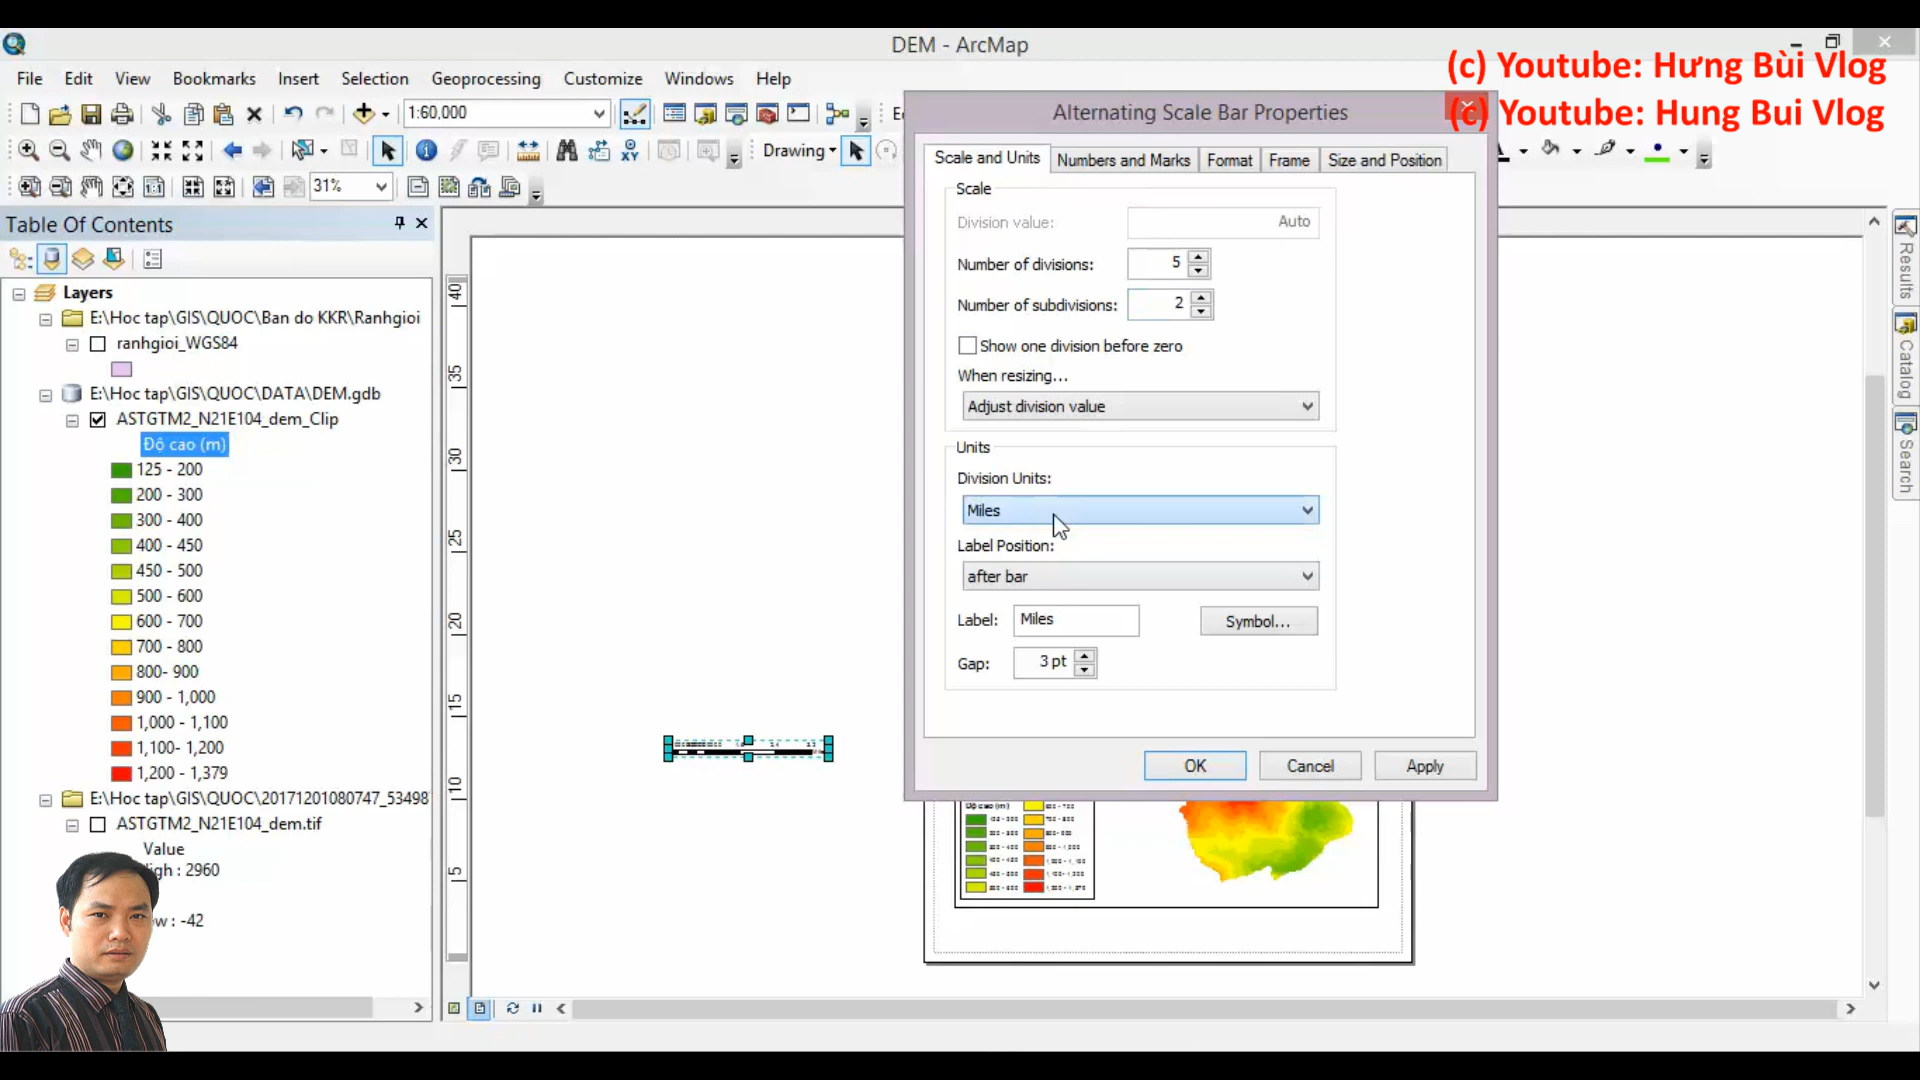 DEM - ArcMap
(c) Youtube: Hưng Bùi Vlog
(c) Youtube: Hung Bui Vlog
File Edit View Bookmarks Insert Selection Geoprocessing Customize Windows Help
1:60,000
Drawing
31%
Table Of Contents
Layers
E:\Hoc tap\GIS\QUOC\Ban do KKR\Ranhgioi
ranhgioi_WGS84
E:\Hoc tap\GIS\QUOC\DATA\DEM.gdb
ASTGTM2_N21E104_dem_Clip
Độ cao (m)
125 - 200
200 - 300
300 - 400
400 - 450
450 - 500
500 - 600
600 - 700
700 - 800
800- 900
900 - 1,000
1,000 - 1,100
1,100- 1,200
1,200 - 1,379
E:\Hoc tap\GIS\QUOC\20171201080747_53498
ASTGTM2_N21E104_dem.tif
Value
igh : 2960
w : -42
40
35
30
25
20
15
10
5
Alternating Scale Bar Properties
Scale and Units Numbers and Marks Format Frame Size and Position
Scale
Division value: Auto
Number of divisions: 5
Number of subdivisions: 2
Show one division before zero
When resizing...
Adjust division value
Units
Division Units:
Miles
Label Position:
after bar
Label: Miles Symbol...
Gap: 3 pt
OK Cancel Apply
Độ cao (m)
Results
Catalog
Search